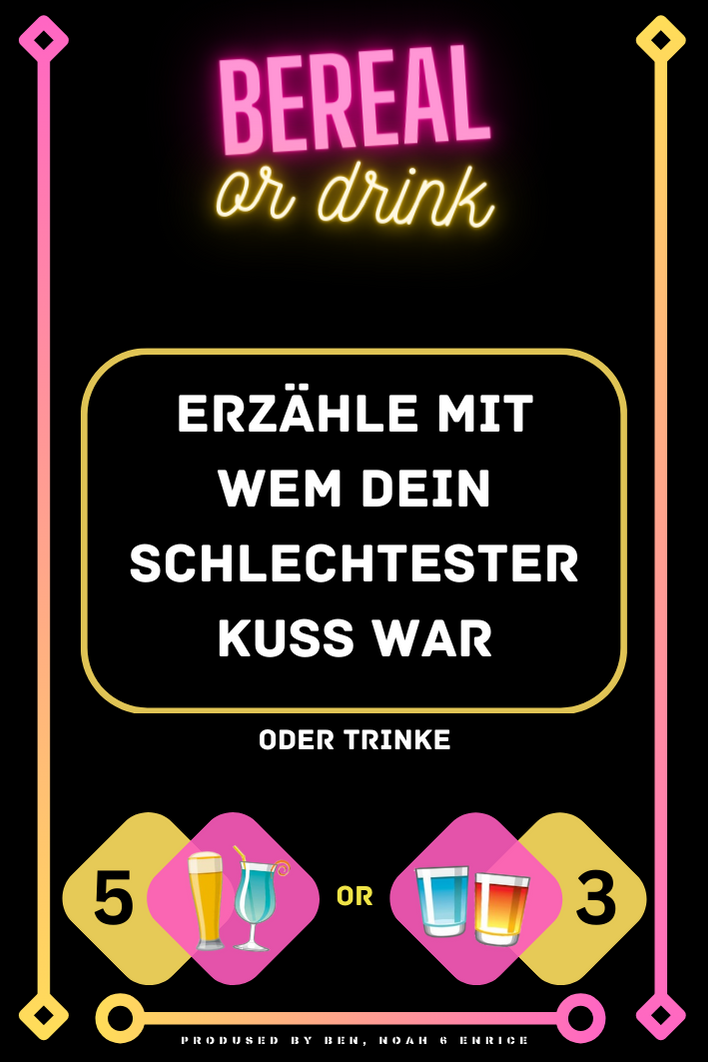 BEREAL
or drink
ERZÄHLE MIT
WEM DEIN
SCHLECHTESTER
KUSS WAR
ODER TRINKE
5 OR 3
PRODUSED BY BEN, NOAH & ENRICE